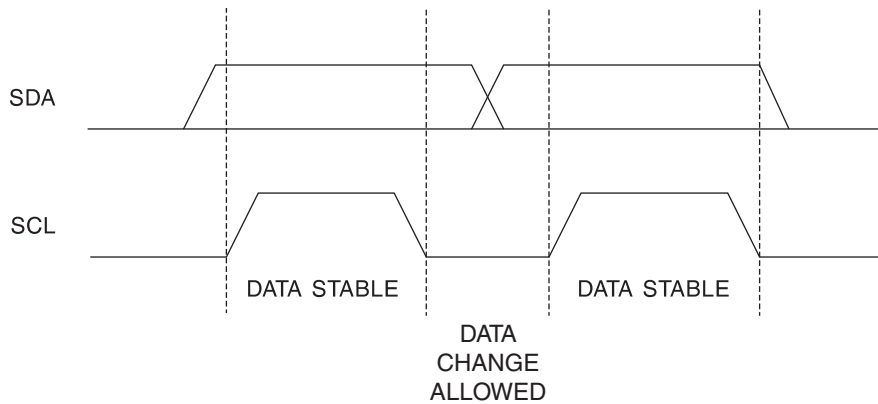 SDA
SCL
DATA STABLE
DATA STABLE
DATA
CHANGE
ALLOWED